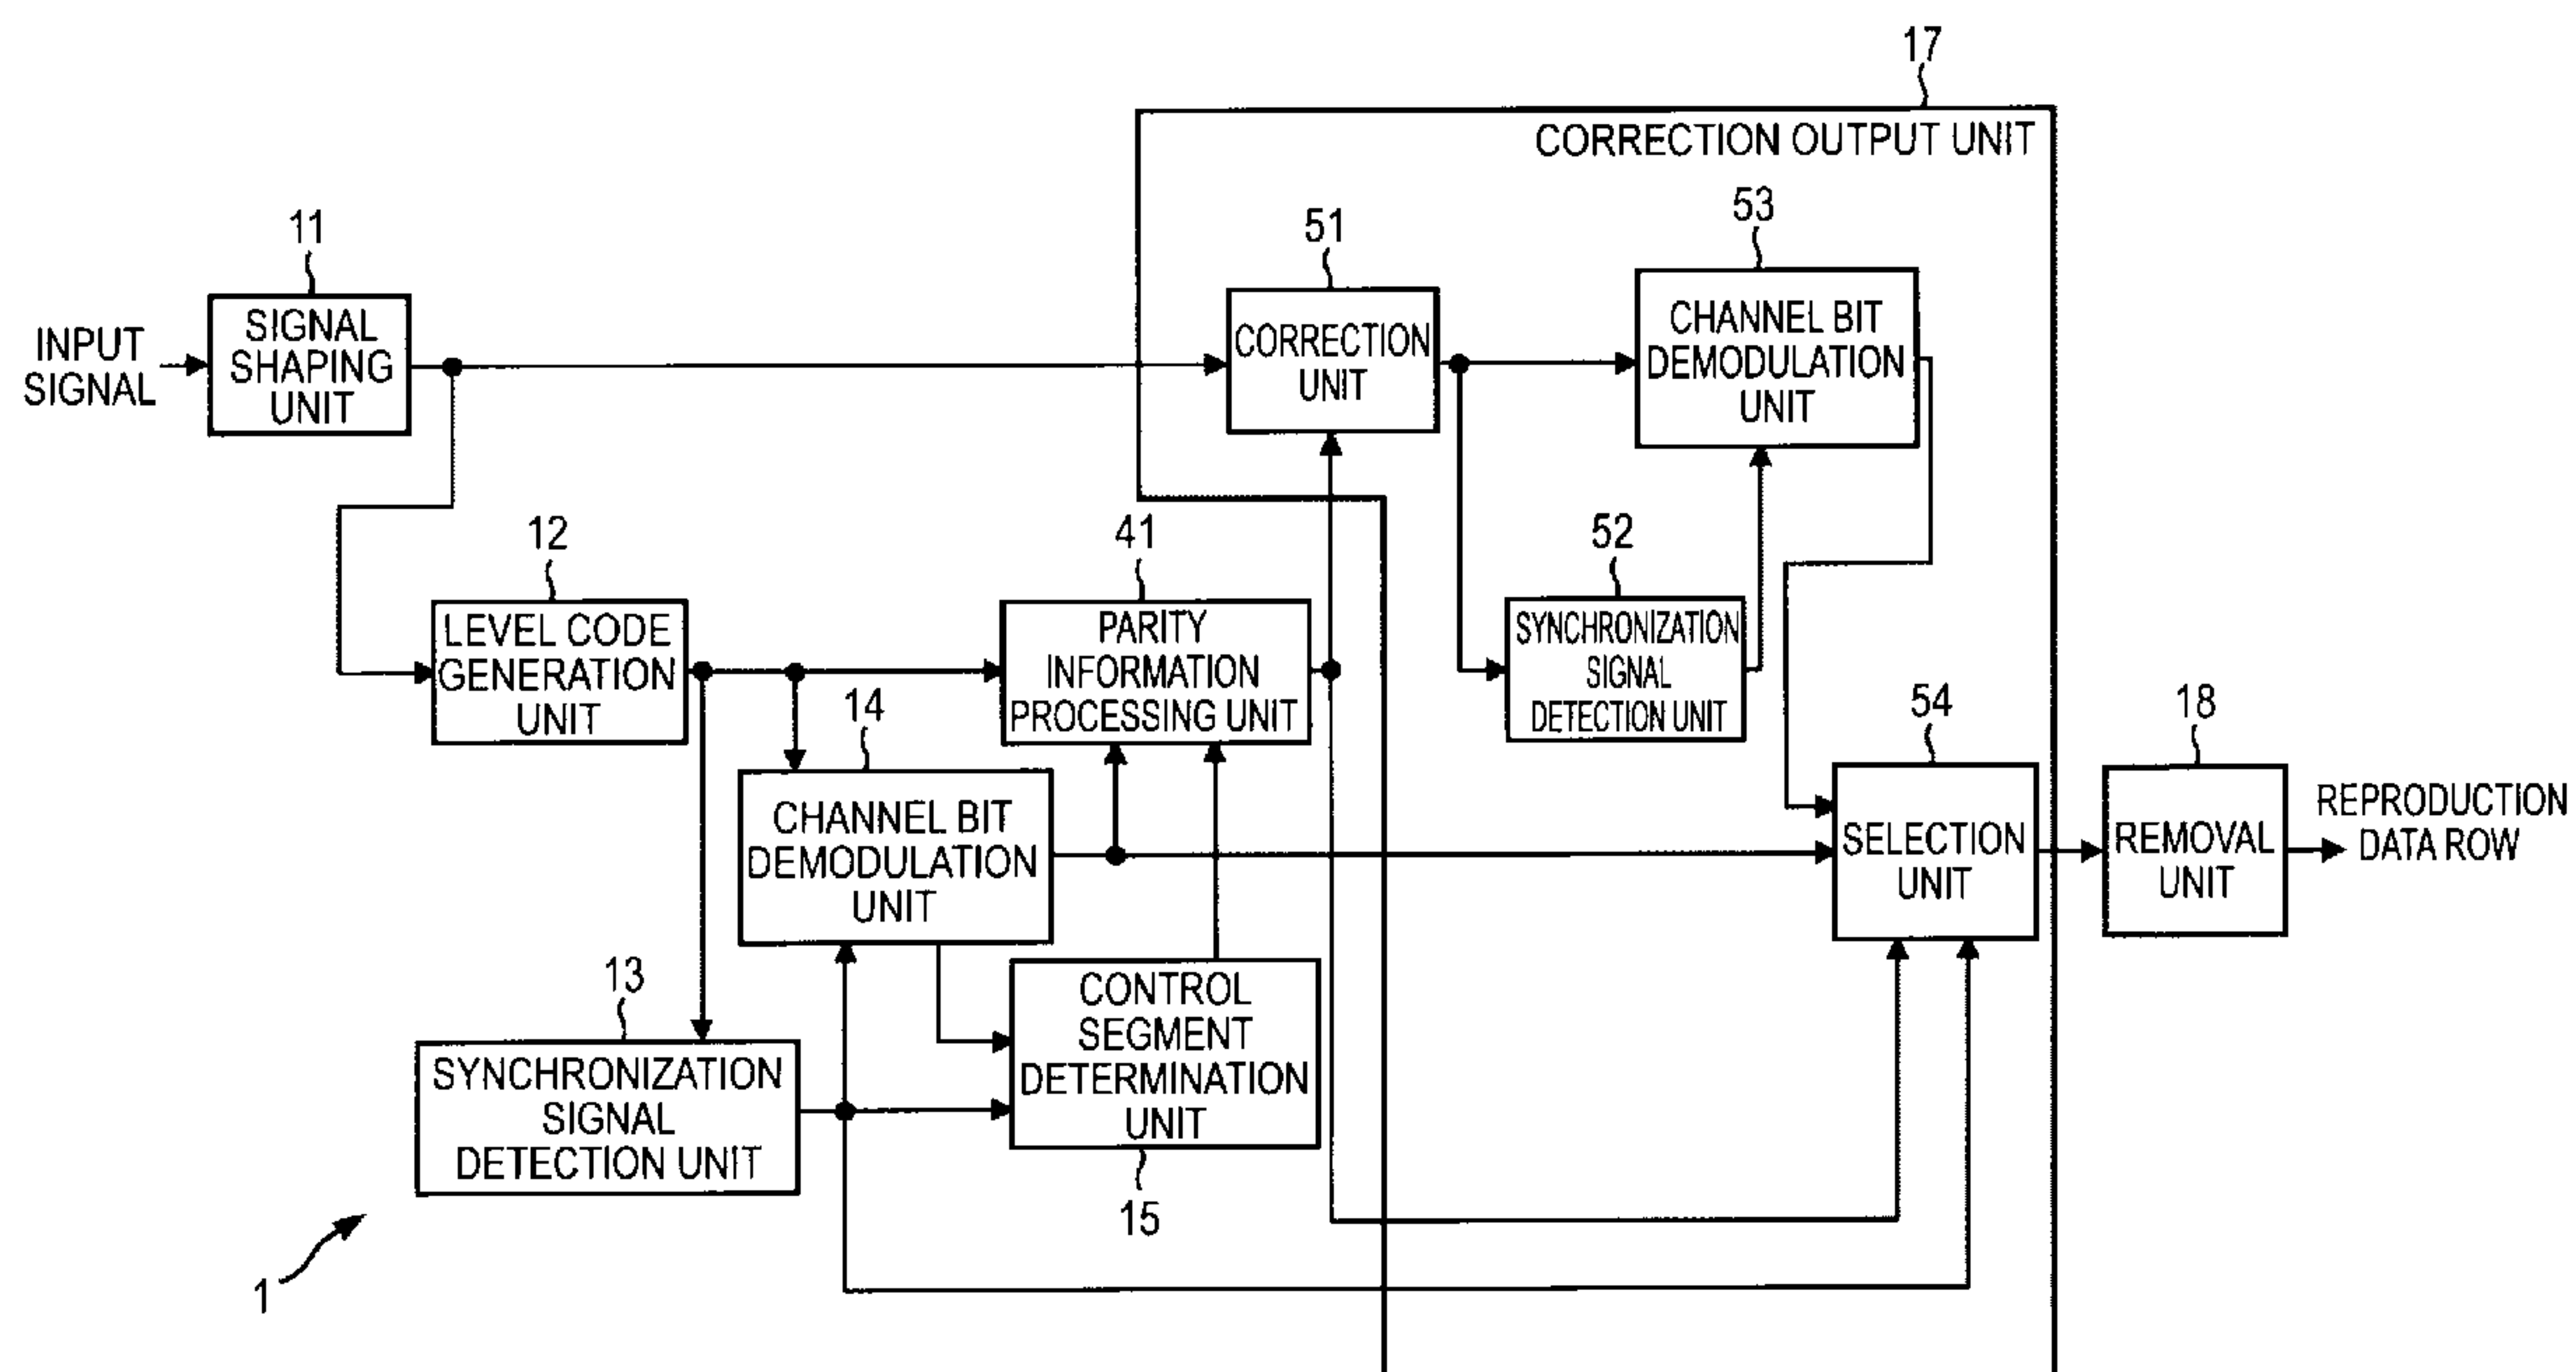 17
CORRECTION OUTPUT UNIT
11
SIGNAL
SHAPING
UNIT
INPUT
SIGNAL
51
CORRECTION
UNIT
53
CHANNEL BIT
DEMODULATION
UNIT
12
LEVEL CODE
GENERATION
UNIT
41
PARITY
INFORMATION
PROCESSING UNIT
52
SYNCHRONIZATION
SIGNAL
DETECTION UNIT
14
CHANNEL BIT
DEMODULATION
UNIT
54
SELECTION
UNIT
18
REMOVAL
UNIT
REPRODUCTION
DATA ROW
13
SYNCHRONIZATION
SIGNAL
DETECTION UNIT
CONTROL
SEGMENT
DETERMINATION
UNIT
15
1